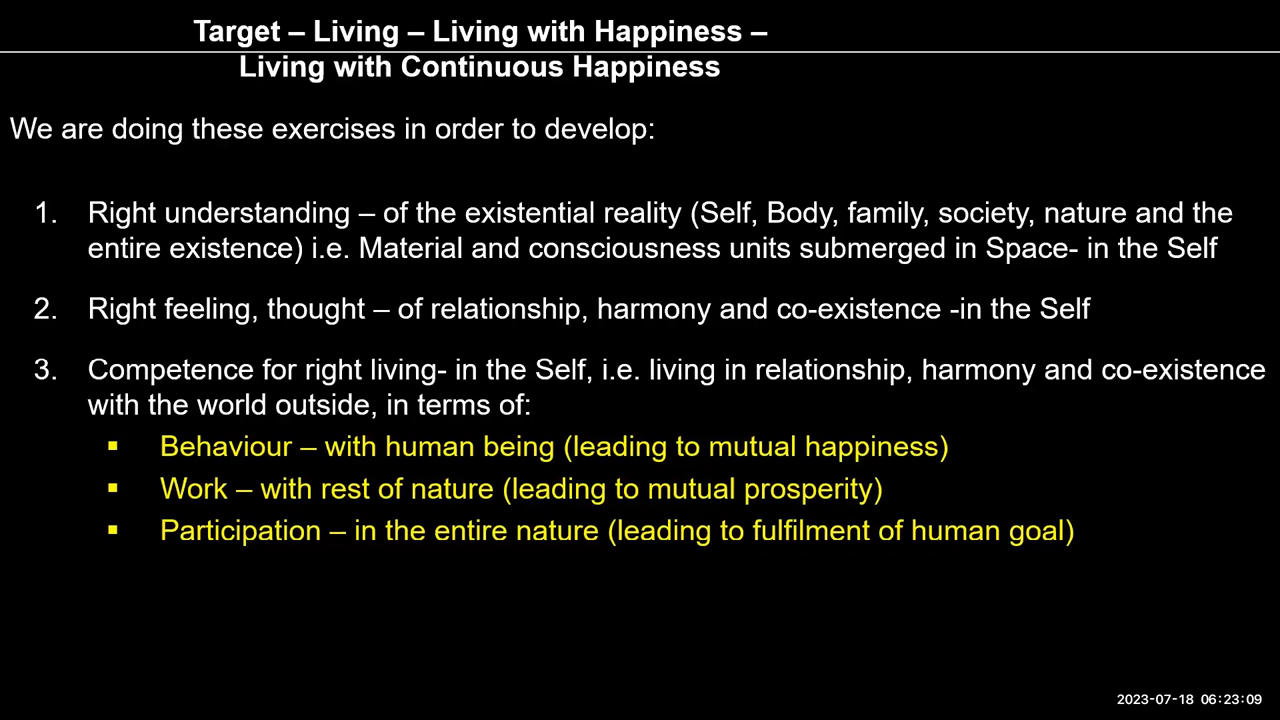 Target – Living – Living with Happiness –
Living with Continuous Happiness
We are doing these exercises in order to develop:
1. Right understanding – of the existential reality (Self, Body, family, society, nature and the
entire existence) i.e. Material and consciousness units submerged in Space- in the Self
2. Right feeling, thought – of relationship, harmony and co-existence -in the Self
3. Competence for right living- in the Self, i.e. living in relationship, harmony and co-existence
with the world outside, in terms of:
▪ Behaviour – with human being (leading to mutual happiness)
▪ Work – with rest of nature (leading to mutual prosperity)
▪ Participation – in the entire nature (leading to fulfilment of human goal)
2023-07-18 06:23:09